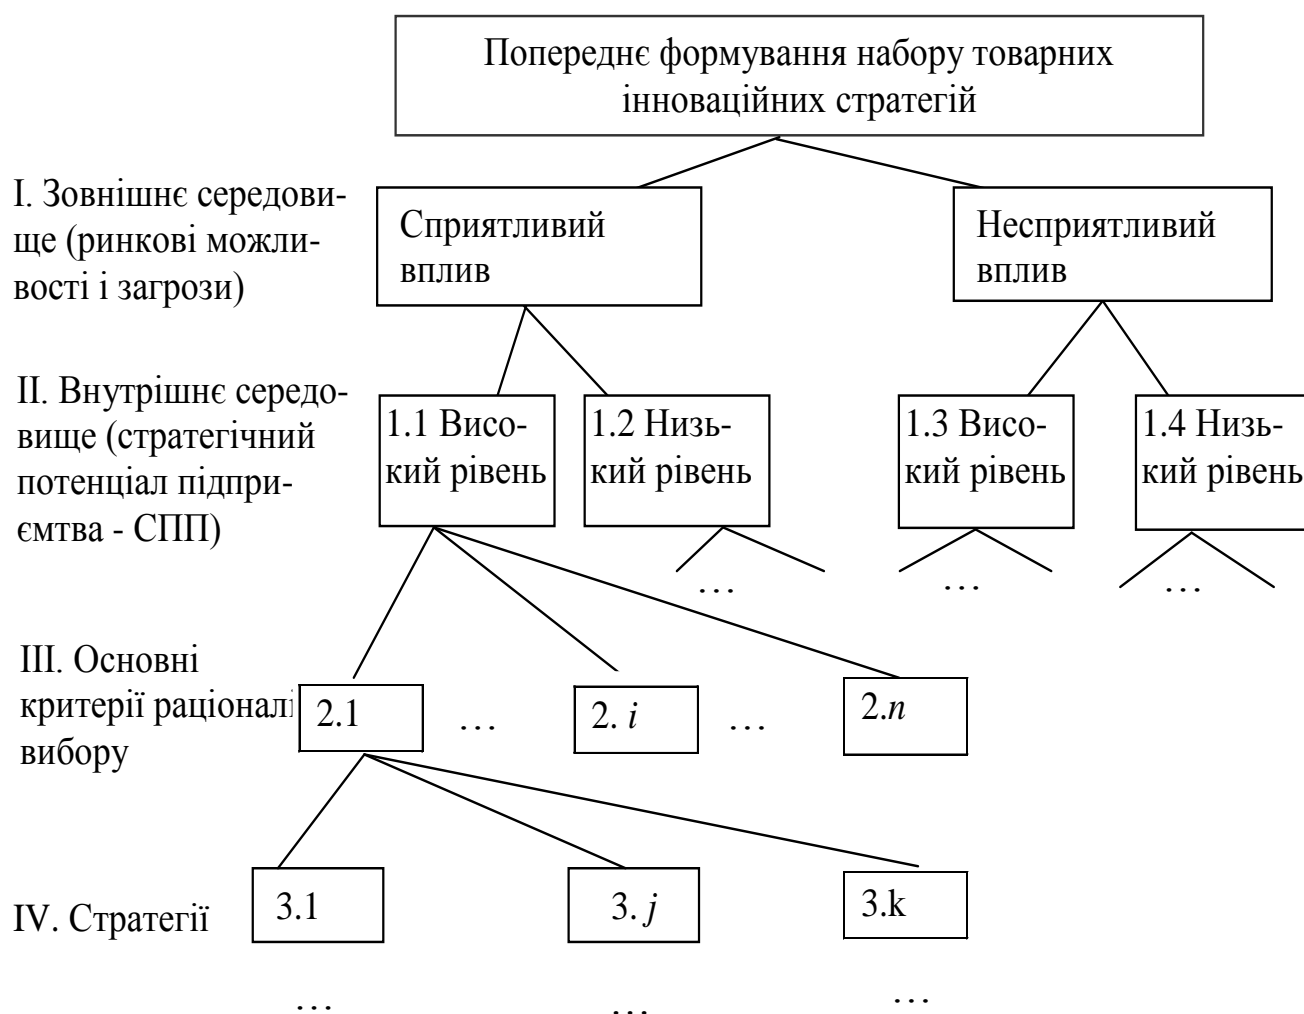 Попереднє формування набору товарних
інноваційних стратегій
І. Зовнішнє середови-
ще (ринкові можли-
вості і загрози)
Сприятливий
вплив
Несприятливий
вплив
ІІ. Внутрішнє середо-
вище (стратегічний
потенціал підпри-
ємтва - СПП)
1.1 Висо-
кий рівень
1.2 Низь-
кий рівень
1.3 Висо-
кий рівень
1.4 Низь-
кий рівень
…
…
…
ІІІ. Основні
критерії раціоналі
вибору
2.1
…
2. i
…
2.n
IV. Стратегії
3.1
3. j
3.k
…
…
…